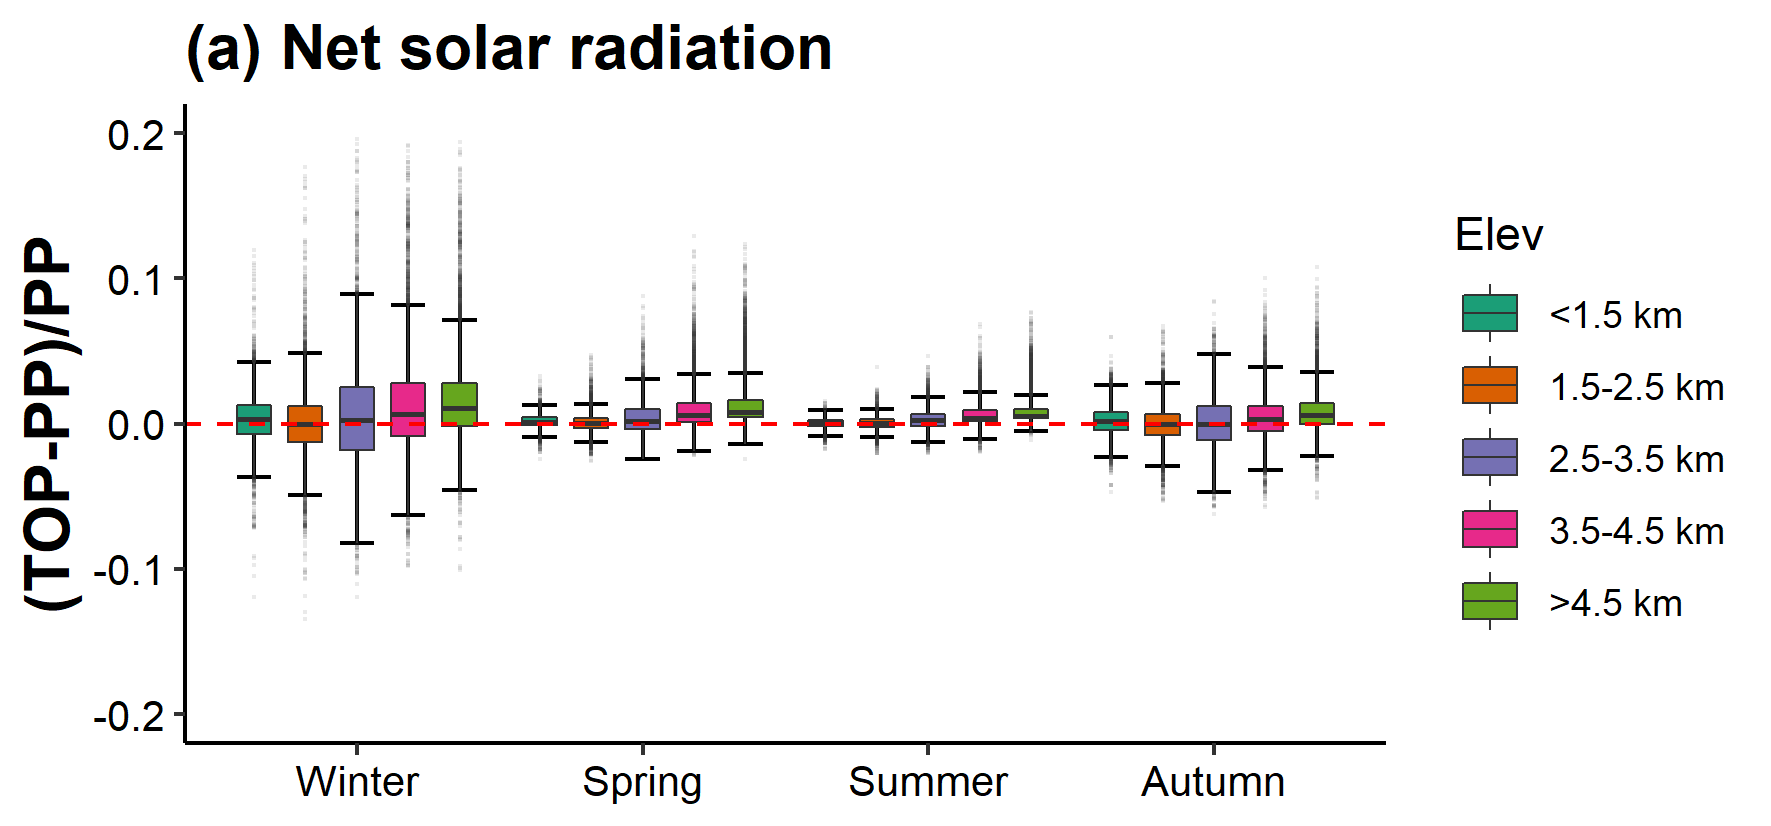 (a) Net solar radiation
(TOP-PP)/PP
0.2
0.1
0.0
-0.1
-0.2
Winter Spring Summer Autumn
Elev
<1.5 km
1.5-2.5 km
2.5-3.5 km
3.5-4.5 km
>4.5 km